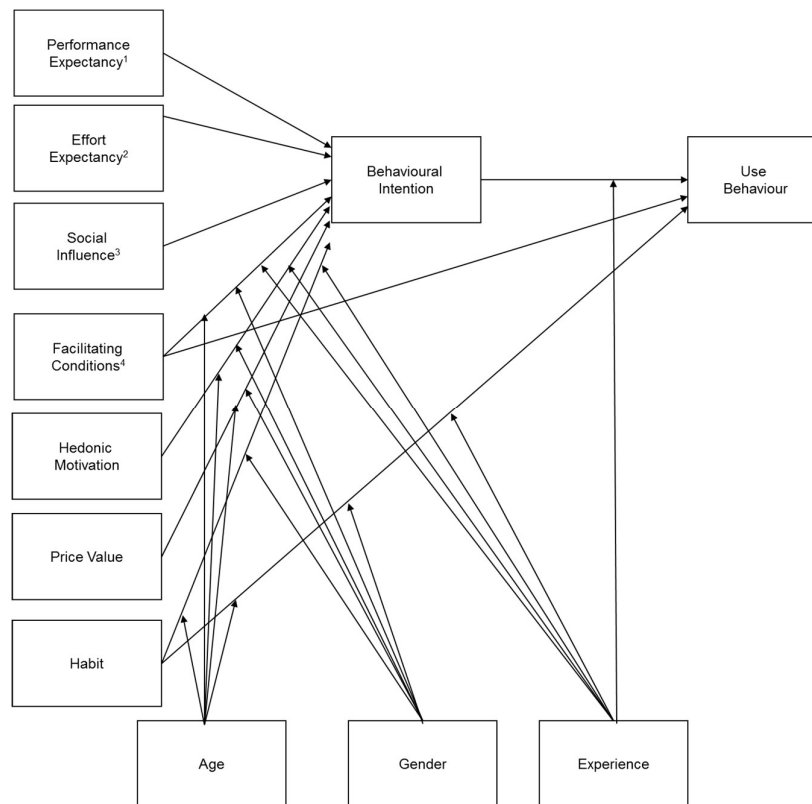 Performance
Expectancy¹
Effort
Expectancy²
Behavioural
Intention
Use
Behaviour
Social
Influence³
Facilitating
Conditions⁴
Hedonic
Motivation
Price Value
Habit
Age
Gender
Experience